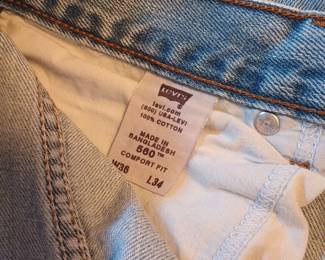 LEVI'S
levi.com
(800) USA-LEVI
100% COTTON
MADE IN
BANGLADESH
560™
COMFORT FIT
W36 L34